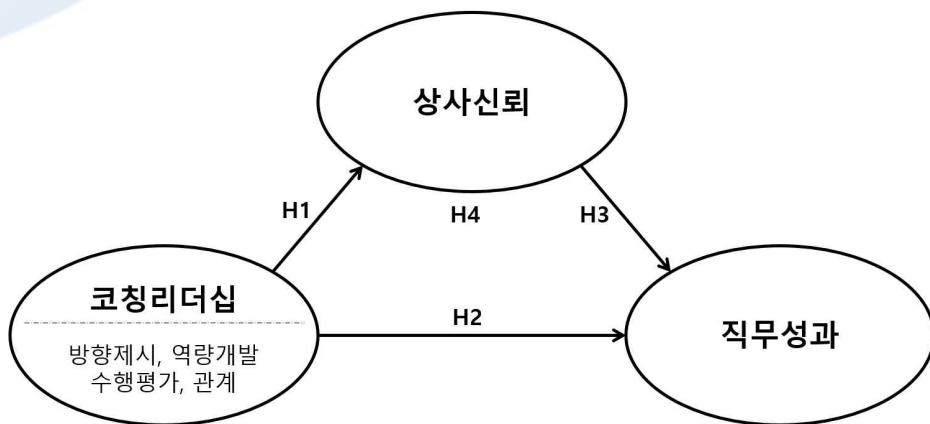 상사신뢰
H1
H4
H3
코칭리더십
방향제시, 역량개발
수행평가, 관계
H2
직무성과